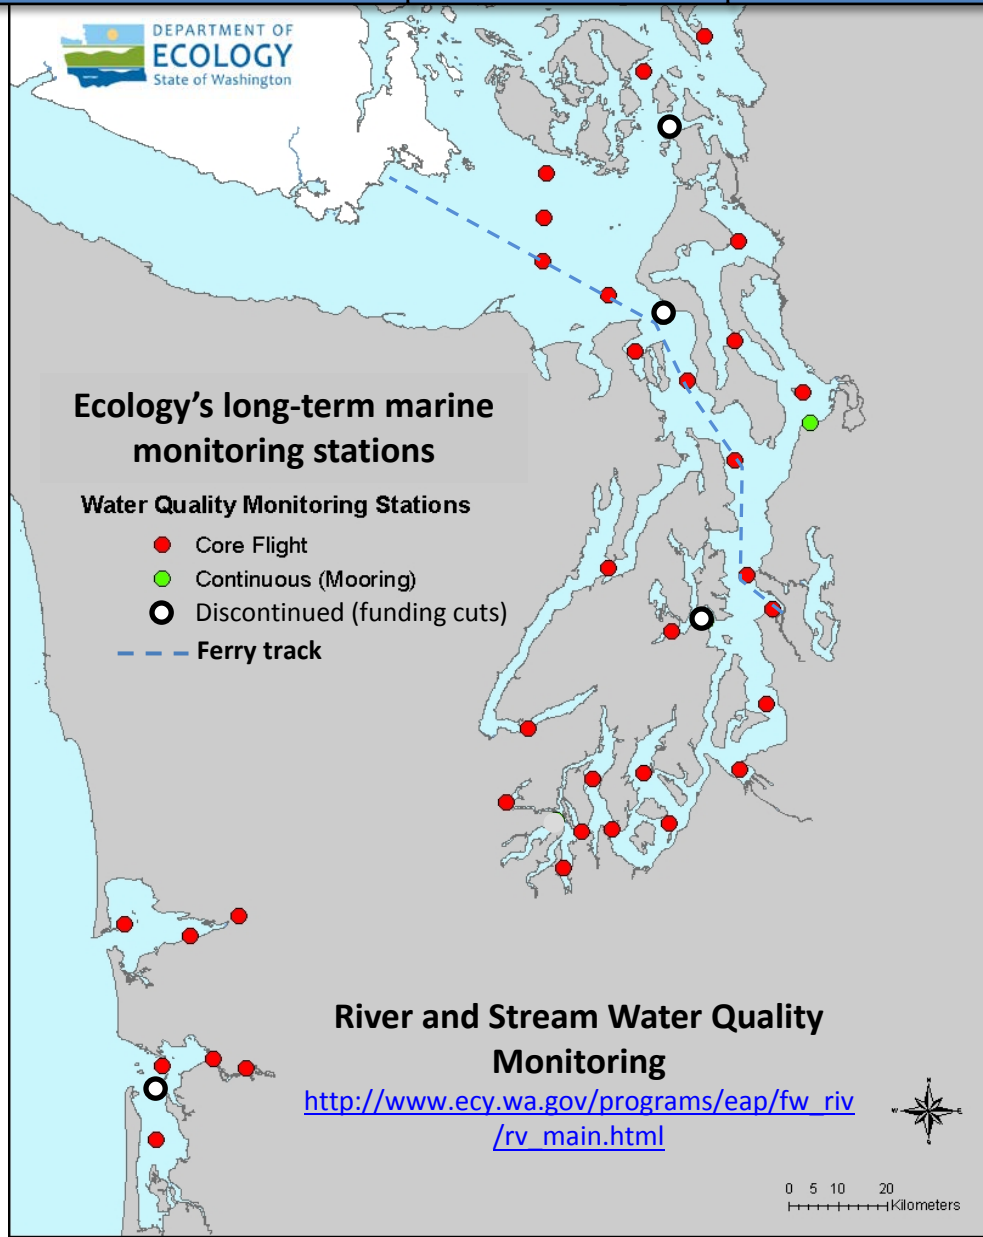 DEPARTMENT OF
ECOLOGY
State of Washington
Ecology’s long-term marine
monitoring stations
Water Quality Monitoring Stations
Core Flight
Continuous (Mooring)
Discontinued (funding cuts)
Ferry track
River and Stream Water Quality
Monitoring
http://www.ecy.wa.gov/programs/eap/fw_riv
/rv_main.html
N
W E
S
0 5 10 20
Kilometers